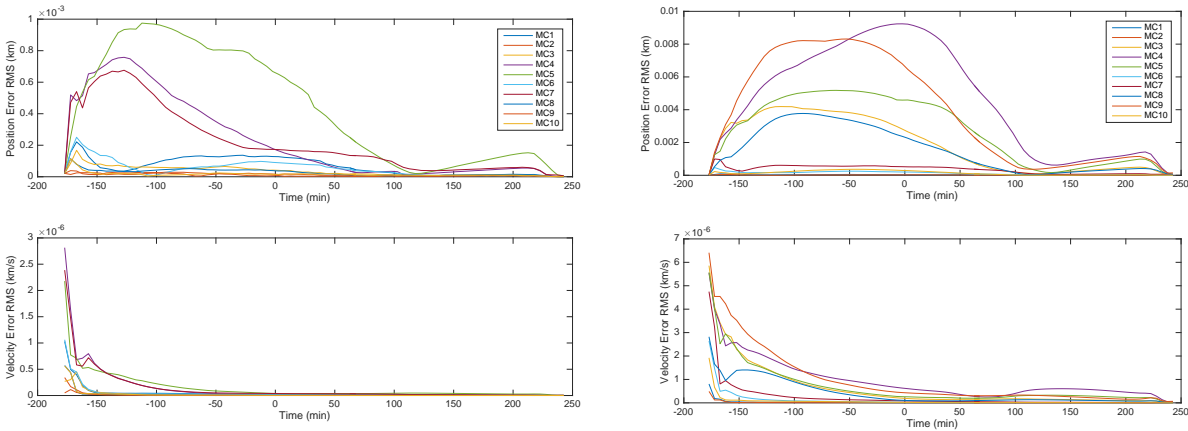 1 ×10⁻³
0.8
0.6
0.4
0.2
0
Position Error RMS (km)
-200 -150 -100 -50 0 50 100 150 200 250
Time (min)
MC1
MC2
MC3
MC4
MC5
MC6
MC7
MC8
MC9
MC10
0.01
0.008
0.006
0.004
0.002
0
Position Error RMS (km)
-200 -150 -100 -50 0 50 100 150 200 250
Time (min)
MC1
MC2
MC3
MC4
MC5
MC6
MC7
MC8
MC9
MC10
3 ×10⁻⁶
2.5
2
1.5
1
0.5
0
Velocity Error RMS (km/s)
-200 -150 -100 -50 0 50 100 150 200 250
Time (min)
7 ×10⁻⁶
6
5
4
3
2
1
0
Velocity Error RMS (km/s)
-200 -150 -100 -50 0 50 100 150 200 250
Time (min)